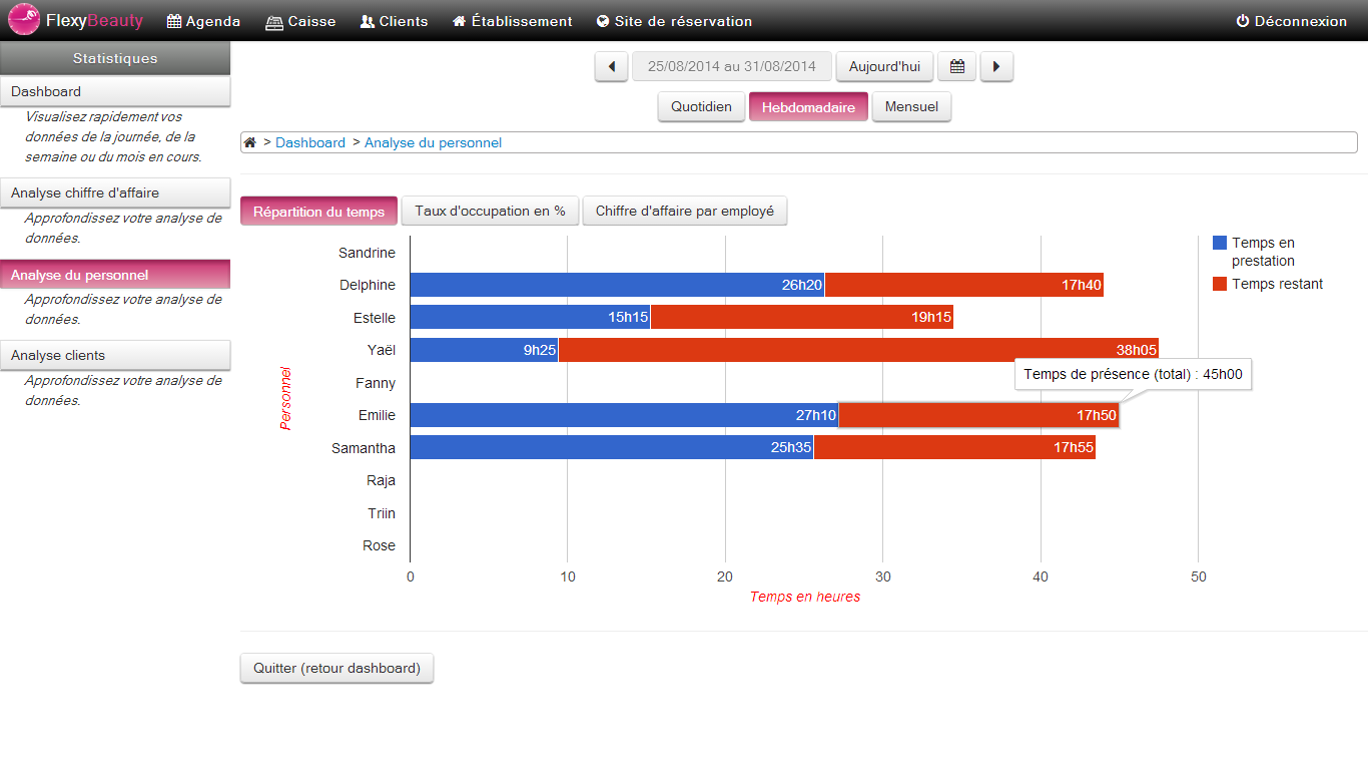 FlexyBeauty Agenda Caisse Clients Établissement Site de réservation Déconnexion
Statistiques
Dashboard
Visualisez rapidement vos
données de la journée, de la
semaine ou du mois en cours.
Analyse chiffre d'affaire
Approfondissez votre analyse de
données.
Analyse du personnel
Approfondissez votre analyse de
données.
Analyse clients
Approfondissez votre analyse de
données.
25/08/2014 au 31/08/2014 Aujourd'hui
Quotidien Hebdomadaire Mensuel
> Dashboard > Analyse du personnel
Répartition du temps Taux d'occupation en % Chiffre d'affaire par employé
Personnel
Sandrine
Delphine 26h20 17h40
Estelle 15h15 19h15
Yaël 9h25 38h05
Temps de présence (total) : 45h00
Fanny
Emilie 27h10 17h50
Samantha 25h35 17h55
Raja
Triin
Rose
0 10 20 30 40 50
Temps en heures
Temps en
prestation
Temps restant
Quitter (retour dashboard)